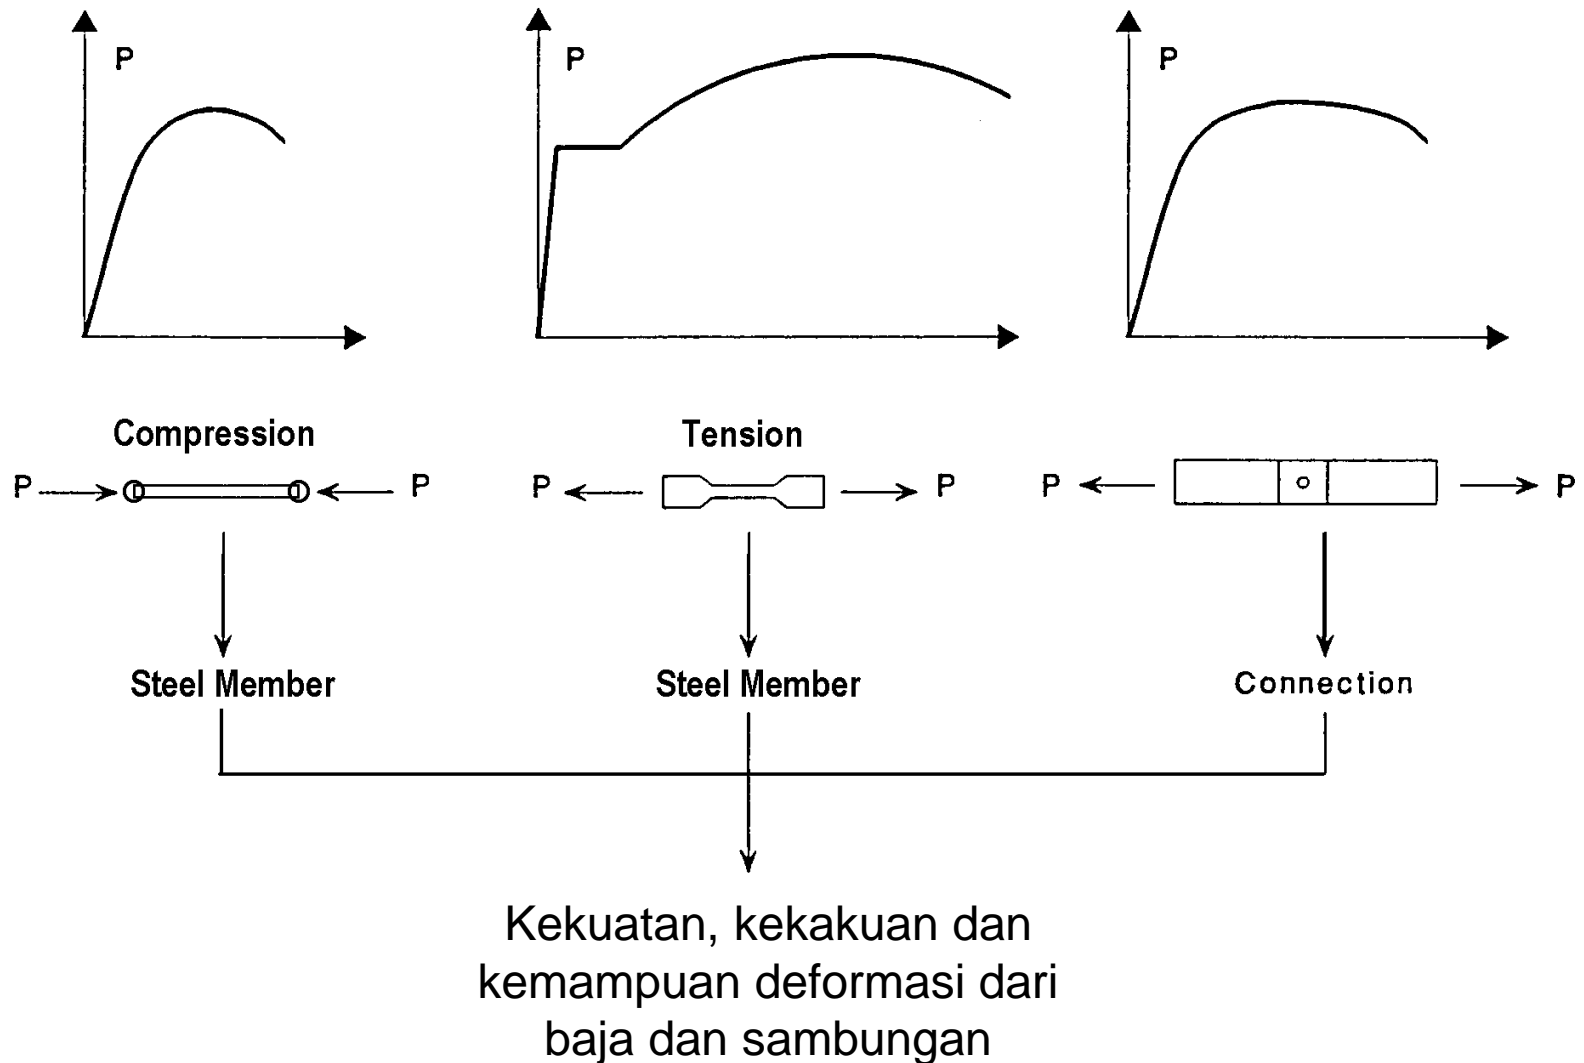 P P P
Compression Tension
P P P P P P
Steel Member Steel Member Connection
Kekuatan, kekakuan dan
kemampuan deformasi dari
baja dan sambungan